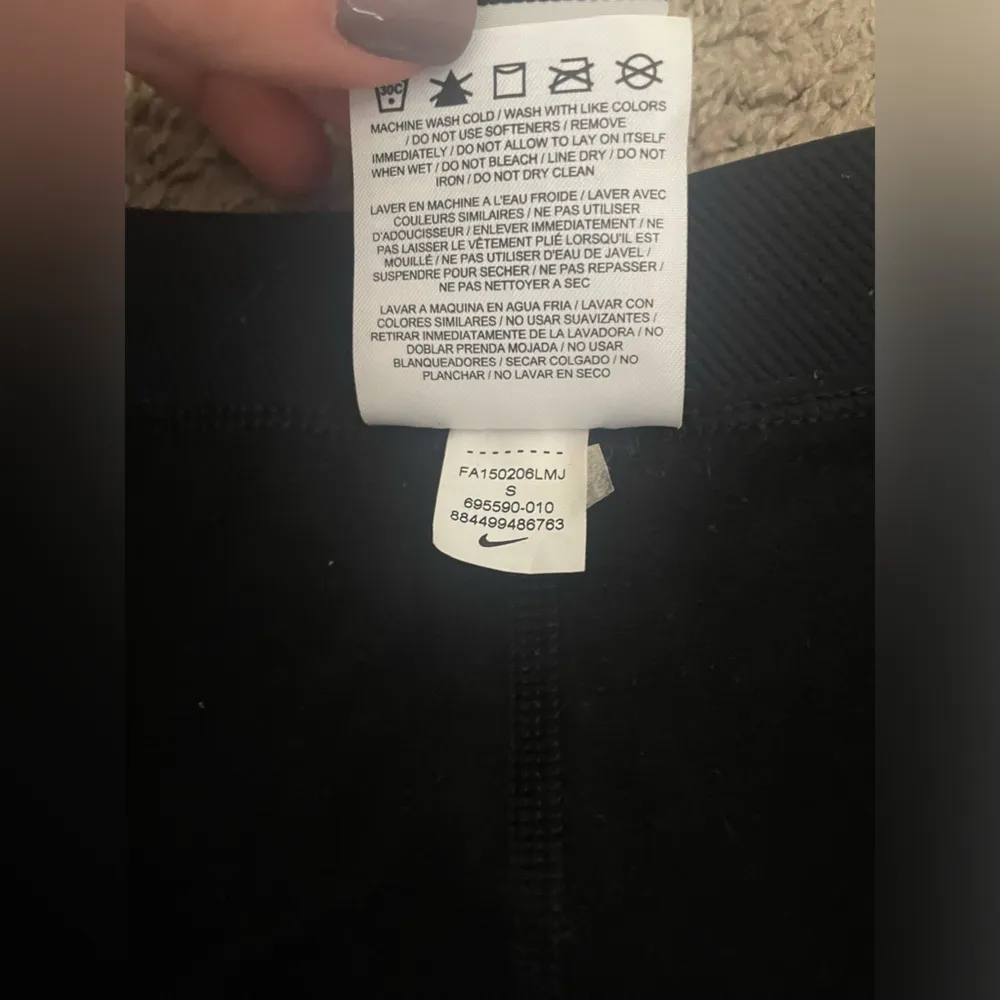 30C
MACHINE WASH COLD / WASH WITH LIKE COLORS
/ DO NOT USE SOFTENERS / REMOVE
IMMEDIATELY / DO NOT ALLOW TO LAY ON ITSELF
WHEN WET / DO NOT BLEACH / LINE DRY / DO NOT
IRON / DO NOT DRY CLEAN
LAVER EN MACHINE A L'EAU FROIDE / LAVER AVEC
COULEURS SIMILAIRES / NE PAS UTILISER
D'ADOUCISSEUR / ENLEVER IMMEDIATEMENT / NE
PAS LAISSER LE VÊTEMENT PLIÉ LORSQU'IL EST
MOUILLÉ / NE PAS UTILISER D'EAU DE JAVEL /
SUSPENDRE POUR SECHER / NE PAS REPASSER /
NE PAS NETTOYER A SEC
LAVAR A MAQUINA EN AGUA FRIA / LAVAR CON
COLORES SIMILARES / NO USAR SUAVIZANTES /
RETIRAR INMEDIATAMENTE DE LA LAVADORA / NO
DOBLAR PRENDA MOJADA / NO USAR
BLANQUEADORES / SECAR COLGADO / NO
PLANCHAR / NO LAVAR EN SECO
FA150206LMJ
S
695590-010
884499486763